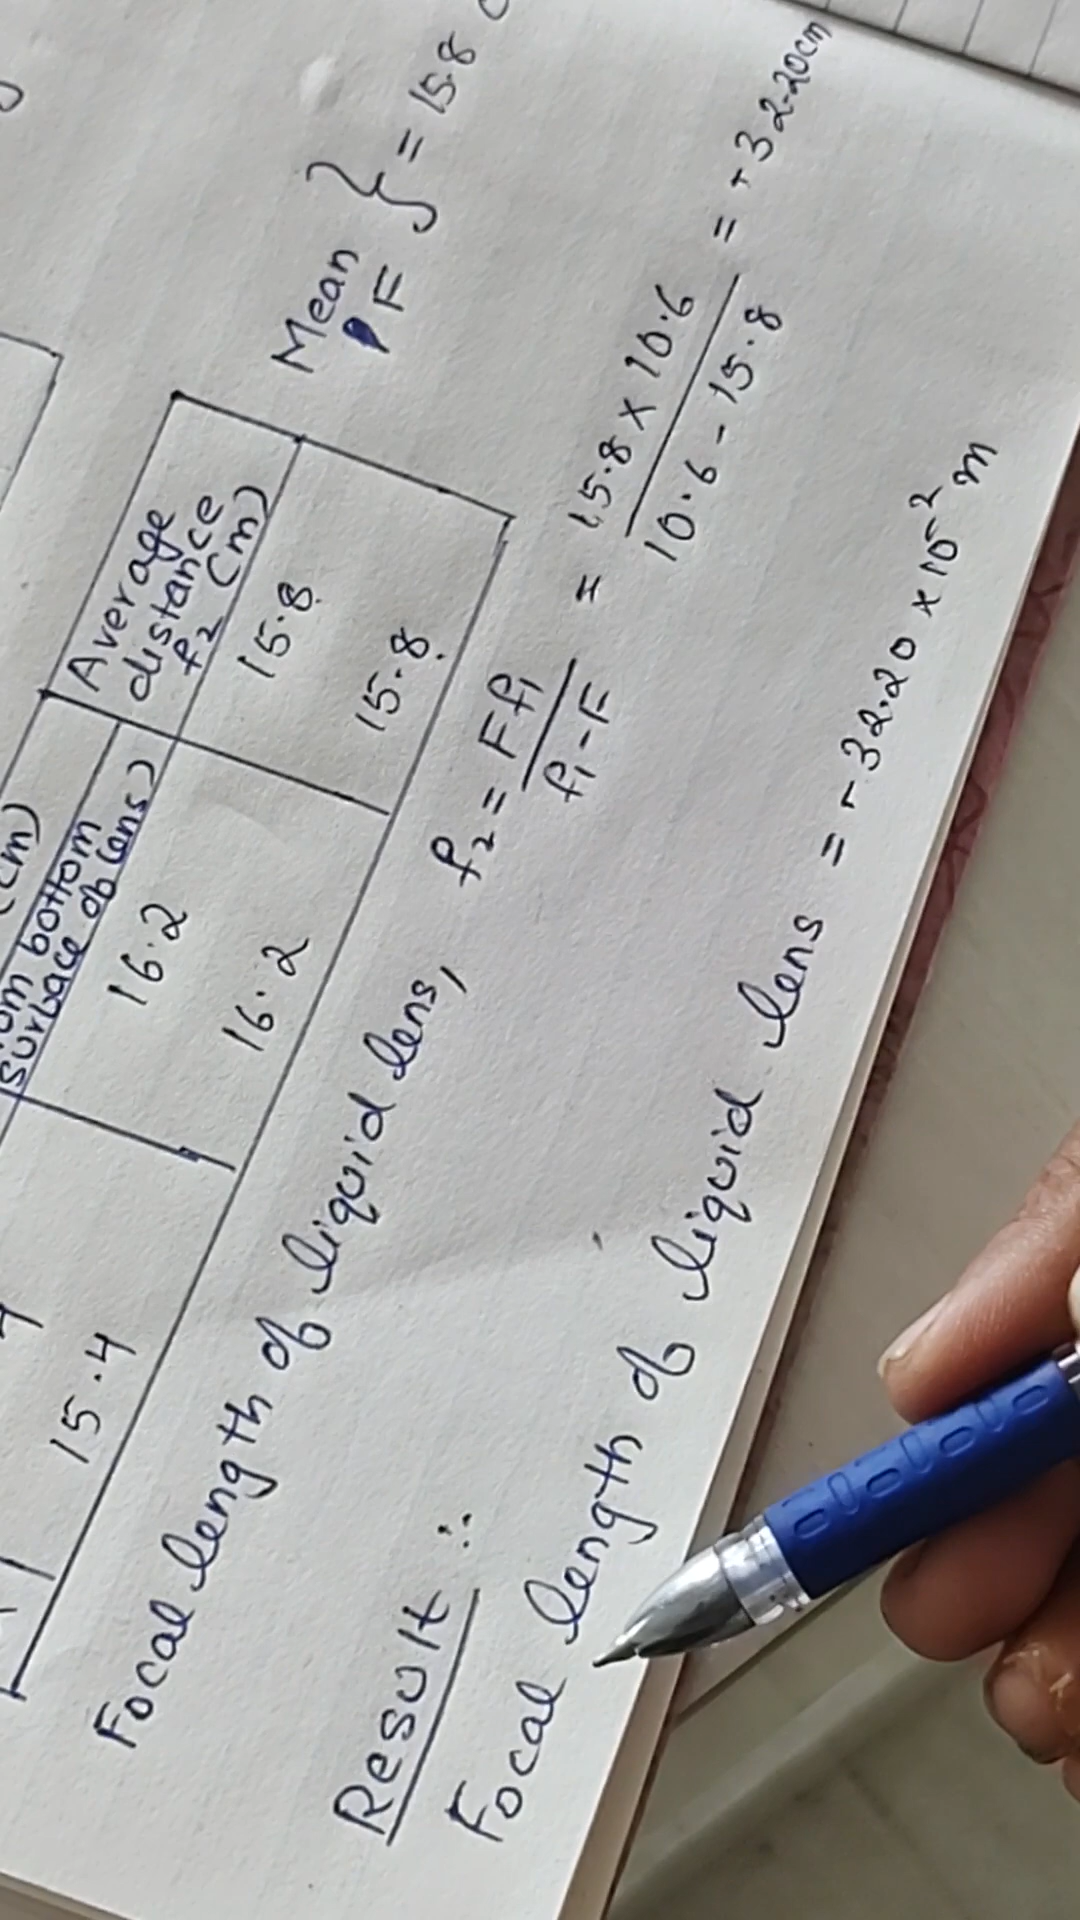 (cm)
om bottom
surface of lens)
Average
distance
f₂ (cm)
16.2
15.8
15.4
16.2
15.8
Mean
F } = 15.8
Focal length of liquid lens, f₂ = F f₁ / f₁ - F = 15.8 × 10.6 / 10.6 - 15.8 = - 32.20cm
Result :
Focal length of liquid lens = - 32.20 × 10⁻² m